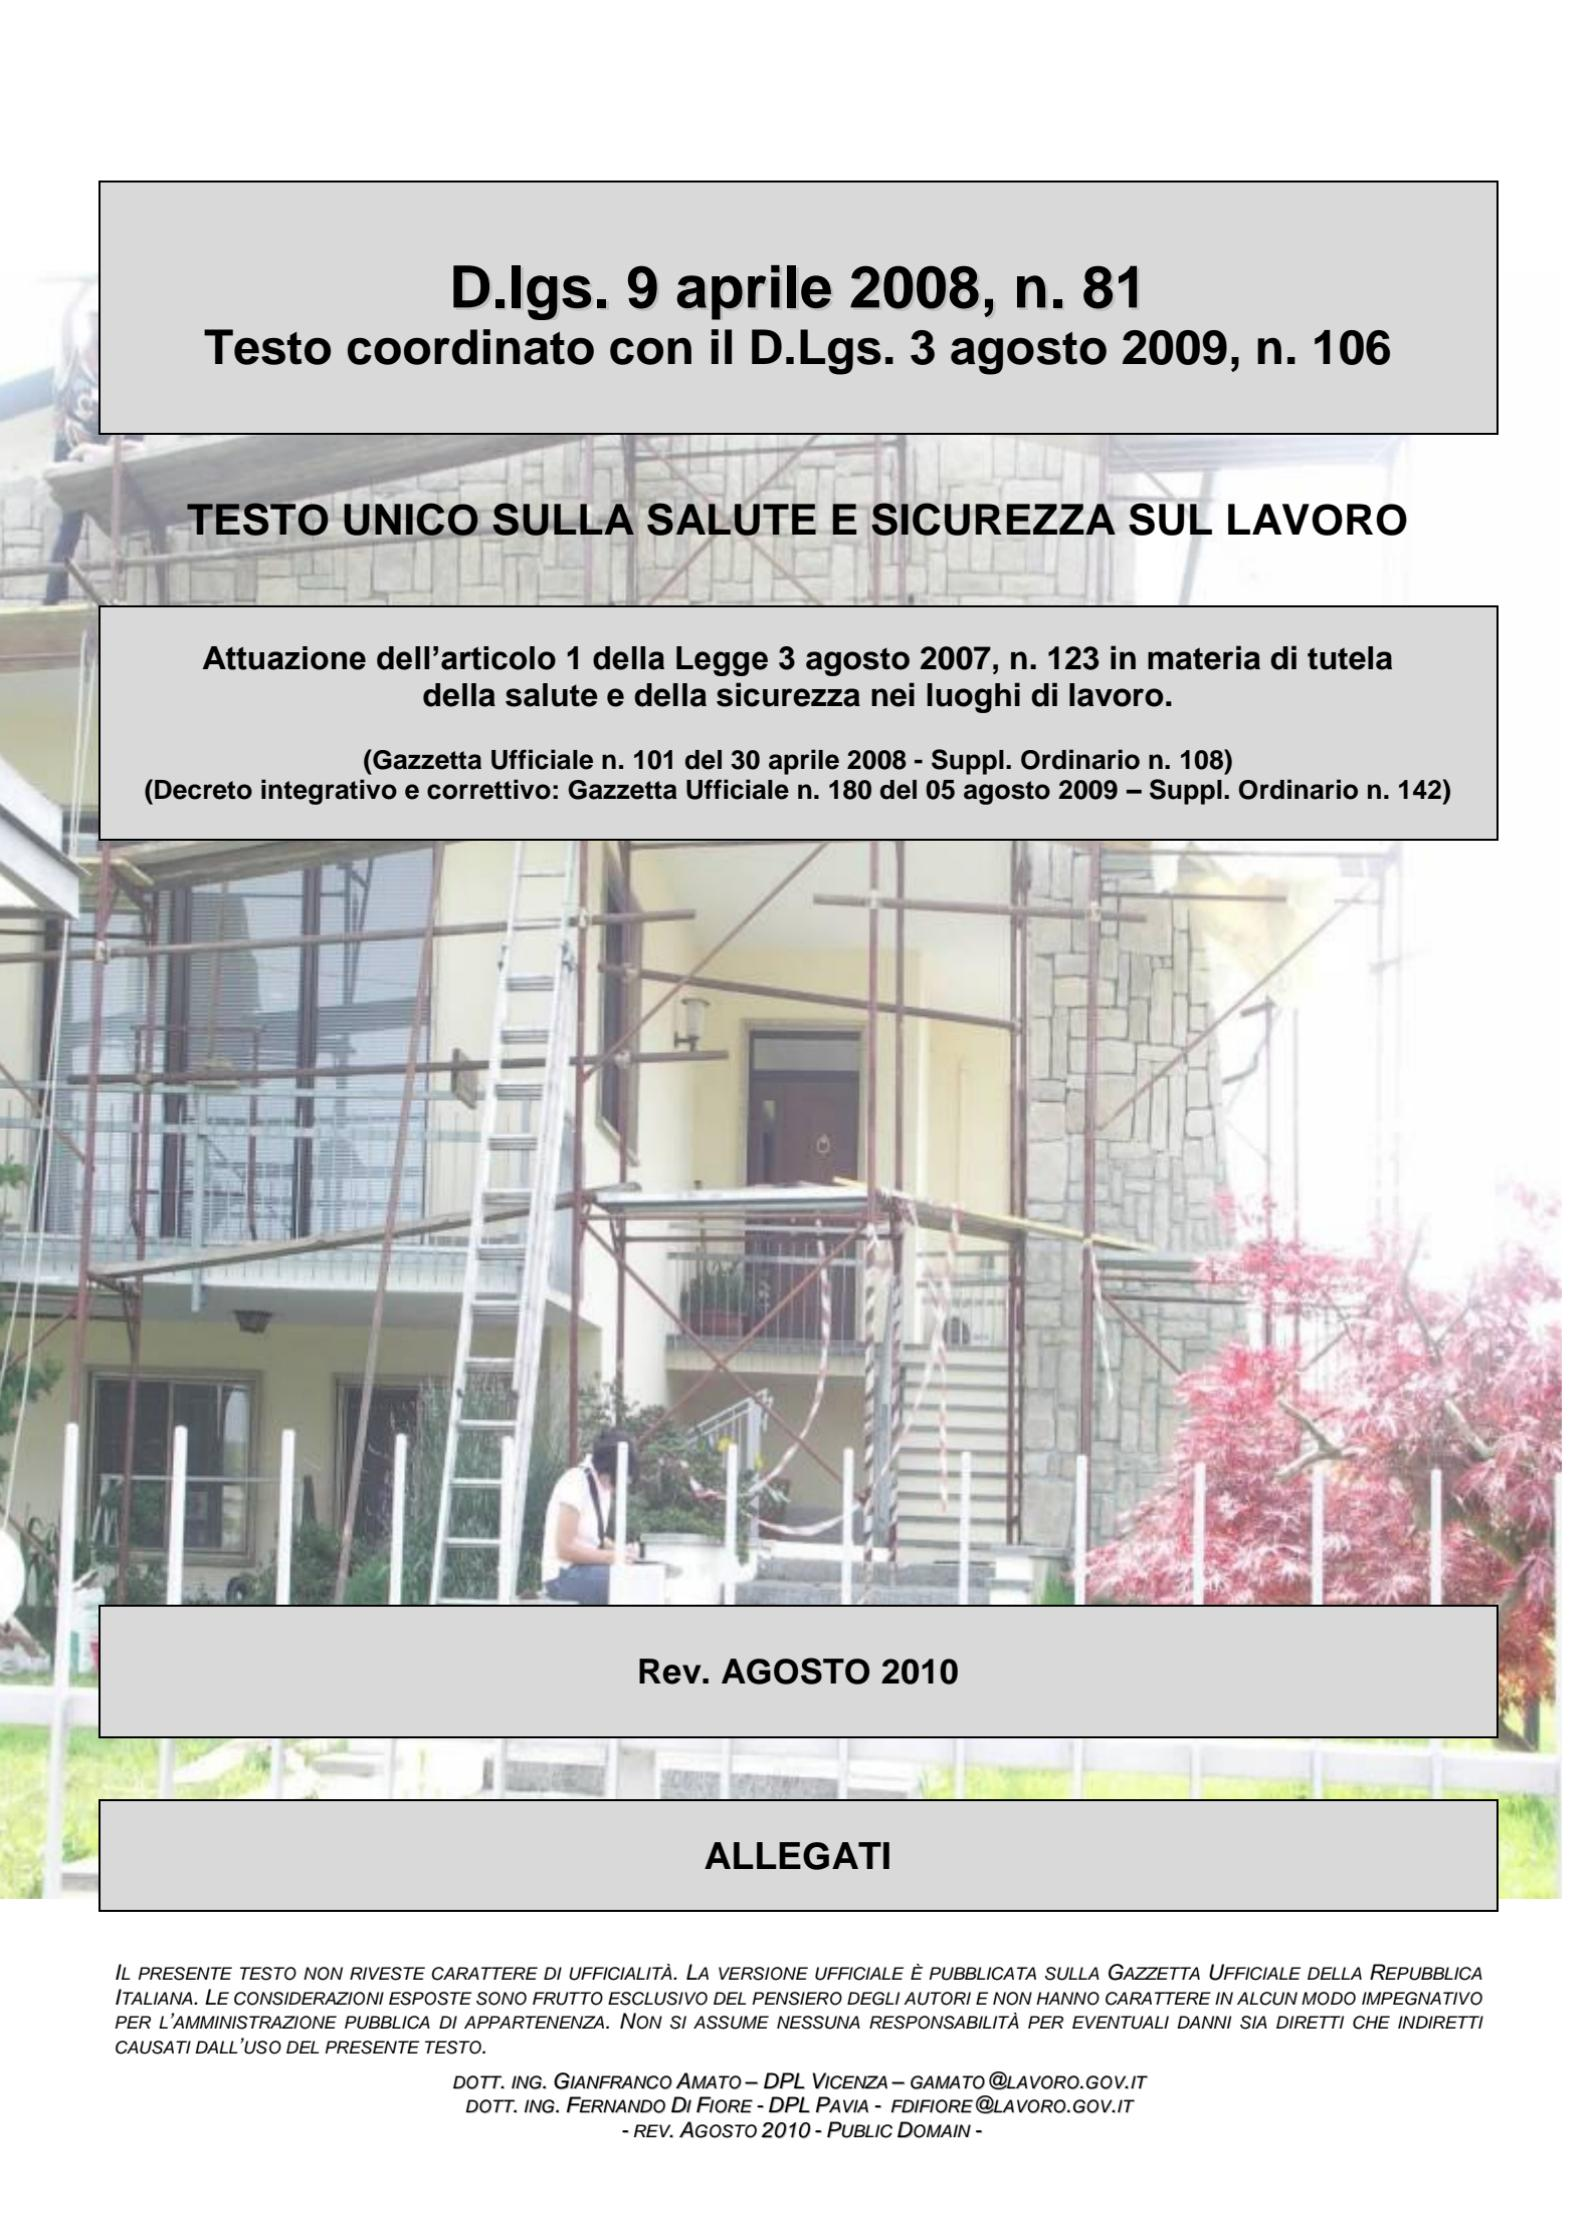 D.lgs. 9 aprile 2008, n. 81
Testo coordinato con il D.Lgs. 3 agosto 2009, n. 106
TESTO UNICO SULLA SALUTE E SICUREZZA SUL LAVORO
Attuazione dell’articolo 1 della Legge 3 agosto 2007, n. 123 in materia di tutela
della salute e della sicurezza nei luoghi di lavoro.
(Gazzetta Ufficiale n. 101 del 30 aprile 2008 - Suppl. Ordinario n. 108)
(Decreto integrativo e correttivo: Gazzetta Ufficiale n. 180 del 05 agosto 2009 – Suppl. Ordinario n. 142)
Rev. AGOSTO 2010
ALLEGATI
IL PRESENTE TESTO NON RIVESTE CARATTERE DI UFFICIALITÀ. LA VERSIONE UFFICIALE È PUBBLICATA SULLA GAZZETTA UFFICIALE DELLA REPUBBLICA
ITALIANA. LE CONSIDERAZIONI ESPOSTE SONO FRUTTO ESCLUSIVO DEL PENSIERO DEGLI AUTORI E NON HANNO CARATTERE IN ALCUN MODO IMPEGNATIVO
PER L’AMMINISTRAZIONE PUBBLICA DI APPARTENENZA. NON SI ASSUME NESSUNA RESPONSABILITÀ PER EVENTUALI DANNI SIA DIRETTI CHE INDIRETTI
CAUSATI DALL’USO DEL PRESENTE TESTO.
DOTT. ING. GIANFRANCO AMATO – DPL VICENZA – GAMATO@LAVORO.GOV.IT
DOTT. ING. FERNANDO DI FIORE - DPL PAVIA - FDIFIORE@LAVORO.GOV.IT
- REV. AGOSTO 2010 - PUBLIC DOMAIN -